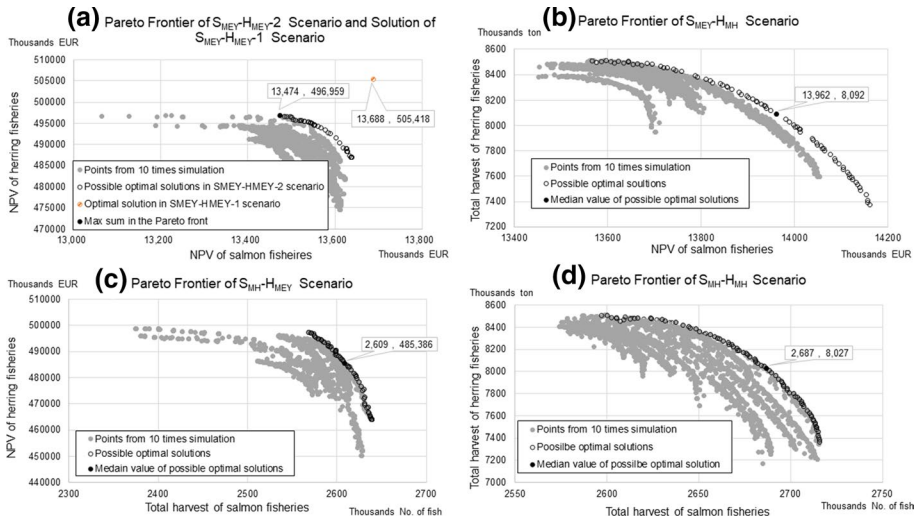 (a) Pareto Frontier of SMEY-HMEY-2 Scenario and Solution of
SMEY-HMEY-1 Scenario
Thousands EUR
510000
505000
500000
495000
490000
485000
480000
475000
470000
NPV of herring fisheries
13,474 , 496,959
13,688 , 505,418
Points from 10 times simulation
Possible optimal solutions in SMEY-HMEY-2 scenario
Optimal solution in SMEY-HMEY-1 scenario
Max sum in the Pareto front
13,000 13,200 13,400 13,600 13,800
NPV of salmon fisheires
Thousands EUR
(b) Pareto Frontier of SMEY-HMH Scenario
Thousands ton
8600
8400
8200
8000
7800
7600
7400
7200
Total harvest of herring fisheries
13,962 , 8,092
Points from 10 times simulation
Possible optimal soultions
Median value of possible optimal solutions
13400 13600 13800 14000 14200
NPV of salmon fisheries
Thousands EUR
(c) Pareto Frontier of SMH-HMEY Scenario
Thousands EUR
510000
500000
490000
480000
470000
460000
450000
440000
NPV of herring fisheries
2,609 , 485,386
Points from 10 times simulation
Possible optimal solutions
Medain value of possible optimal solutions
2300 2400 2500 2600 2700
Total harvest of salmon fisheries
Thousands No. of fish
(d) Pareto Frontier of SMH-HMH Scenario
Thousands ton
8600
8400
8200
8000
7800
7600
7400
7200
7000
Total harvest of herring fisheries
2,687 , 8,027
Points from 10 times simulation
Poosilbe optimal solutions
Median value of possilbe optimal solution
2550 2600 2650 2700 2750
Total harvest of salmon fisheries
Thousands No. of fish